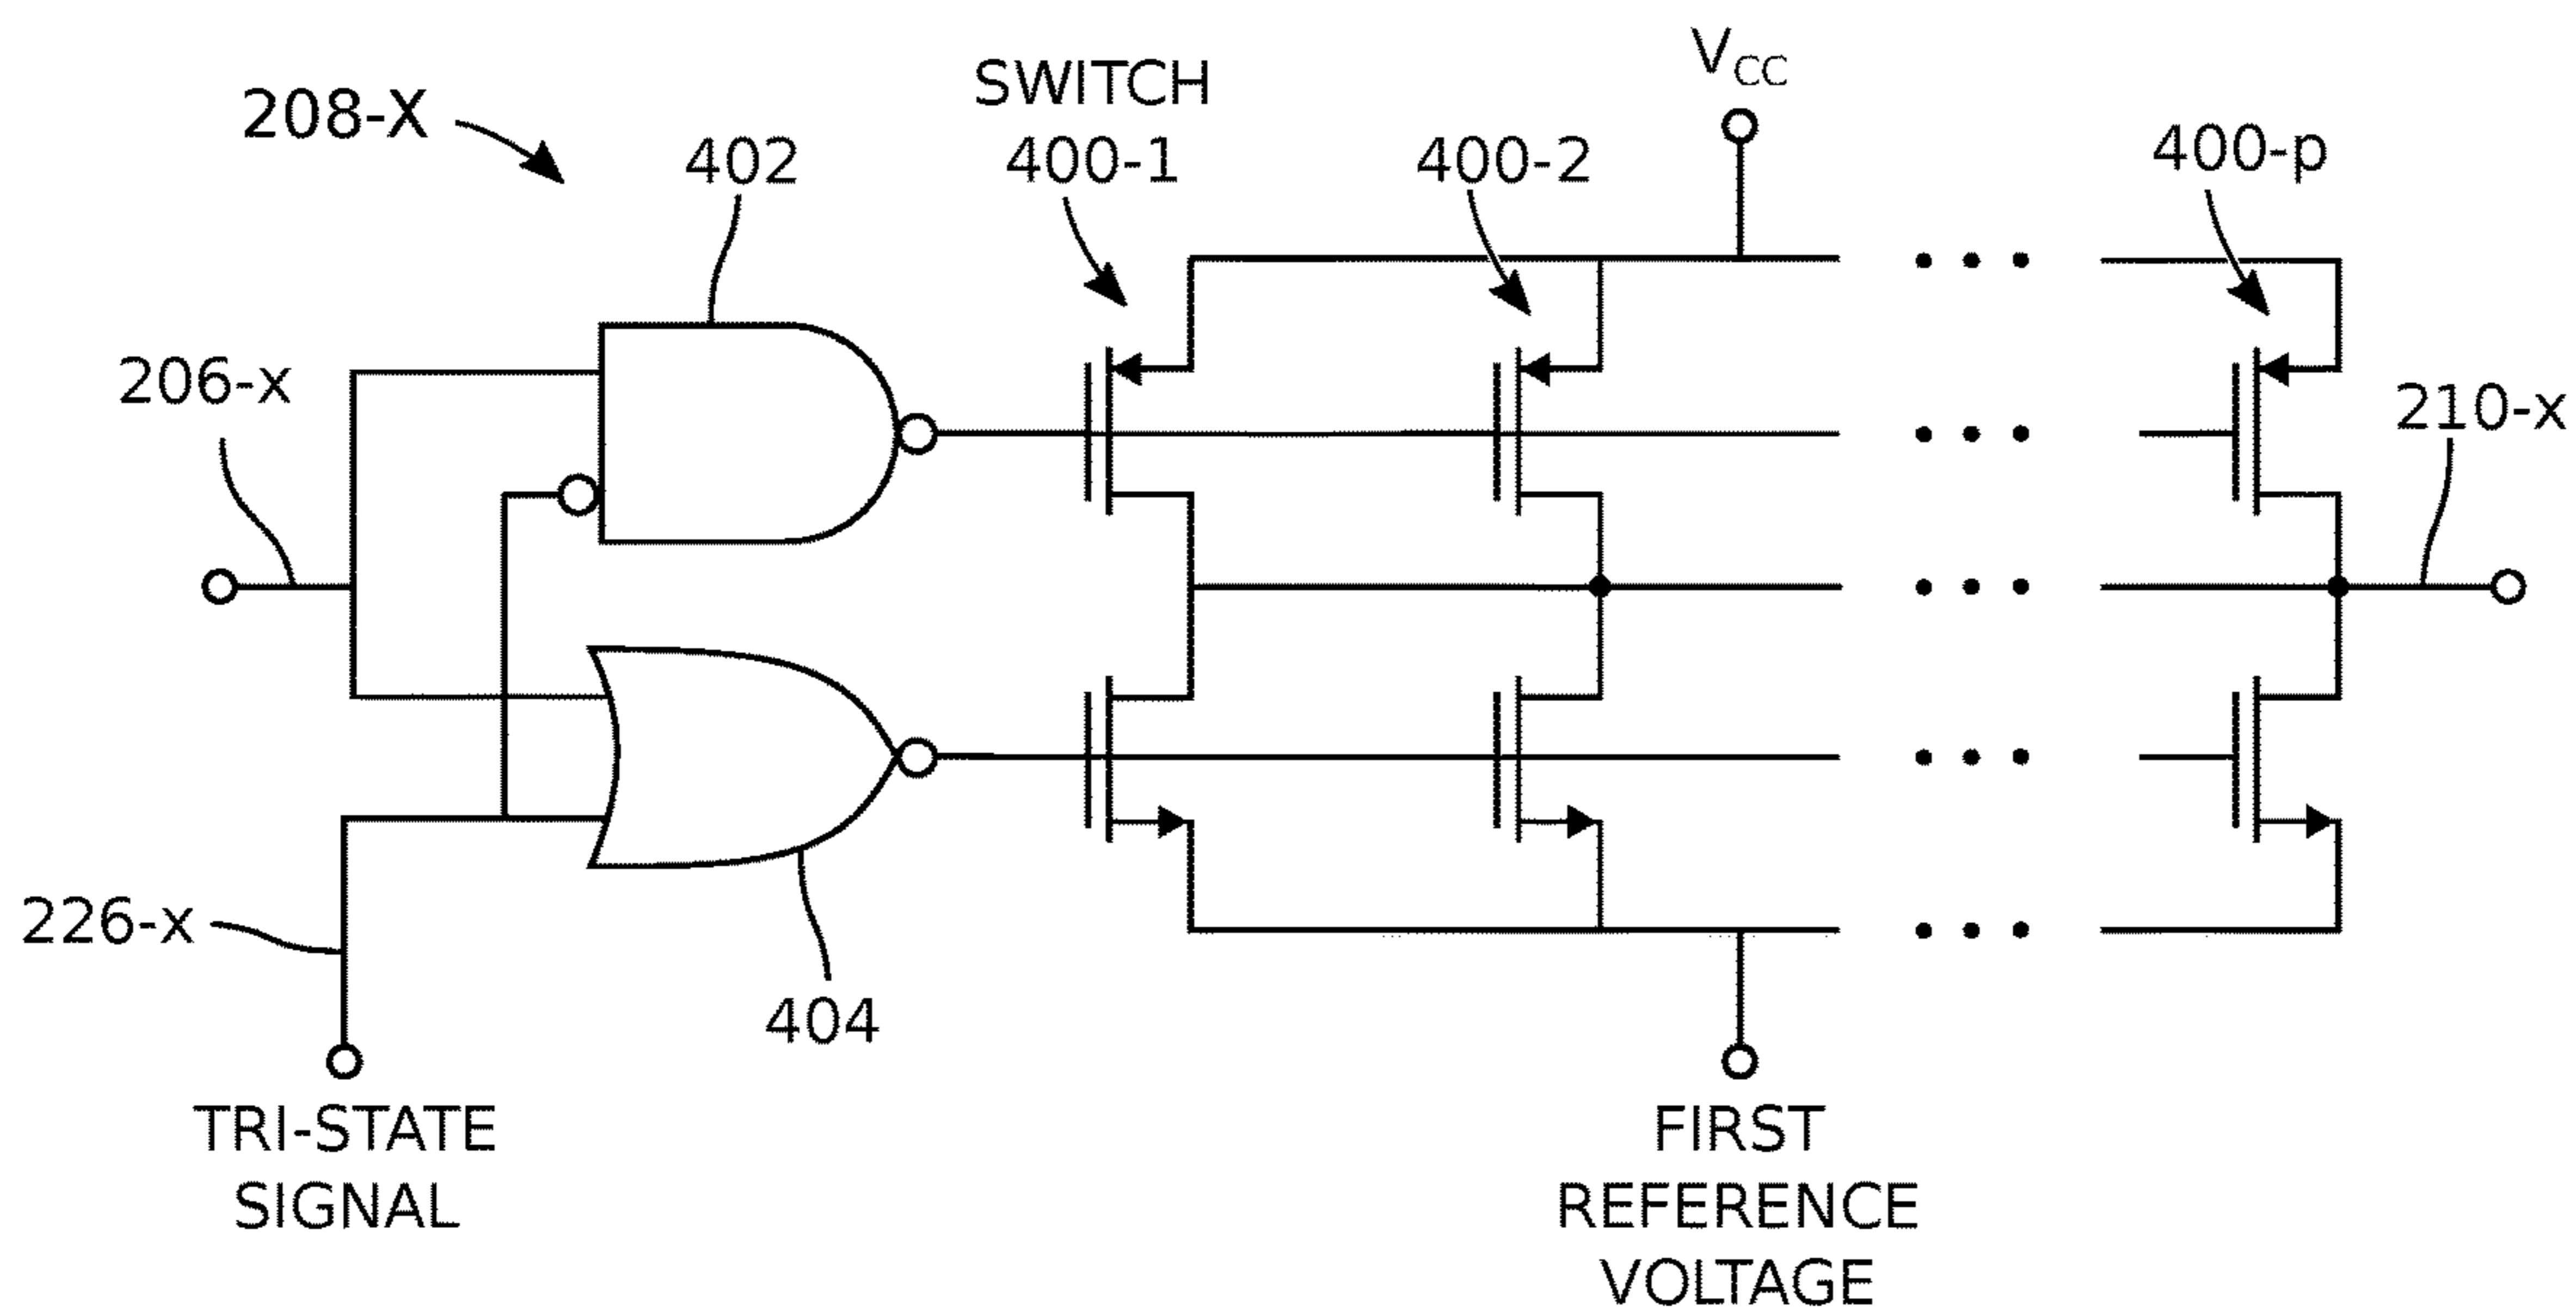 208-X
402
SWITCH
400-1
400-2
VCC
400-p
206-x
210-x
226-x
404
TRI-STATE
SIGNAL
FIRST
REFERENCE
VOLTAGE